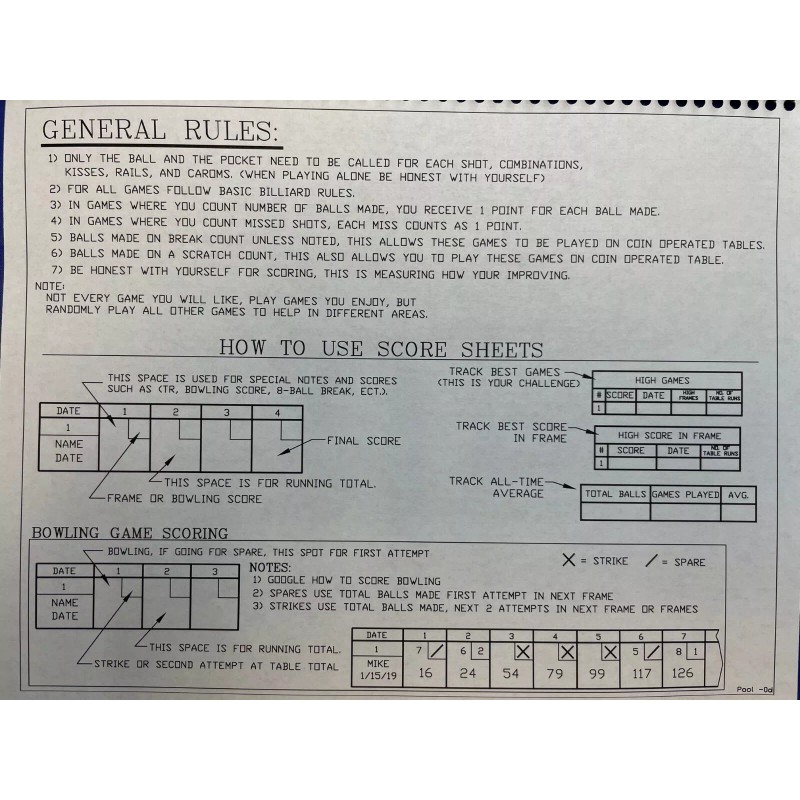 GENERAL RULES:
1) ONLY THE BALL AND THE POCKET NEED TO BE CALLED FOR EACH SHOT, COMBINATIONS,
KISSES, RAILS, AND CAROMS. (WHEN PLAYING ALONE BE HONEST WITH YOURSELF)
2) FOR ALL GAMES FOLLOW BASIC BILLIARD RULES.
3) IN GAMES WHERE YOU COUNT NUMBER OF BALLS MADE, YOU RECEIVE 1 POINT FOR EACH BALL MADE.
4) IN GAMES WHERE YOU COUNT MISSED SHOTS, EACH MISS COUNTS AS 1 POINT.
5) BALLS MADE ON BREAK COUNT UNLESS NOTED, THIS ALLOWS THESE GAMES TO BE PLAYED ON COIN OPERATED TABLES.
6) BALLS MADE ON A SCRATCH COUNT, THIS ALSO ALLOWS YOU TO PLAY THESE GAMES ON COIN OPERATED TABLE.
7) BE HONEST WITH YOURSELF FOR SCORING, THIS IS MEASURING HOW YOUR IMPROVING.
NOTE:
NOT EVERY GAME YOU WILL LIKE, PLAY GAMES YOU ENJOY, BUT
RANDOMLY PLAY ALL OTHER GAMES TO HELP IN DIFFERENT AREAS.
HOW TO USE SCORE SHEETS
THIS SPACE IS USED FOR SPECIAL NOTES AND SCORES
SUCH AS (TR, BOWLING SCORE, 8-BALL BREAK, ECT.).
DATE 1 2 3 4
1
NAME
DATE
FINAL SCORE
THIS SPACE IS FOR RUNNING TOTAL.
FRAME OR BOWLING SCORE
TRACK BEST GAMES
(THIS IS YOUR CHALLENGE)
HIGH GAMES
# SCORE DATE HIGH FRAMES NO. OF TABLE RUNS
1
TRACK BEST SCORE
IN FRAME
HIGH SCORE IN FRAME
# SCORE DATE NO. OF TABLE RUNS
1
TRACK ALL-TIME
AVERAGE
TOTAL BALLS GAMES PLAYED AVG.
BOWLING GAME SCORING
BOWLING, IF GOING FOR SPARE, THIS SPOT FOR FIRST ATTEMPT
X = STRIKE / = SPARE
DATE 1 2 3
1
NAME
DATE
NOTES:
1) GOOGLE HOW TO SCORE BOWLING
2) SPARES USE TOTAL BALLS MADE FIRST ATTEMPT IN NEXT FRAME
3) STRIKES USE TOTAL BALLS MADE, NEXT 2 ATTEMPTS IN NEXT FRAME OR FRAMES
THIS SPACE IS FOR RUNNING TOTAL.
STRIKE OR SECOND ATTEMPT AT TABLE TOTAL
DATE 1 2 3 4 5 6 7
1 7 / 6 2 X X X 5 / 8 1
MIKE
1/15/19 16 24 54 79 99 117 126
Pool -0d